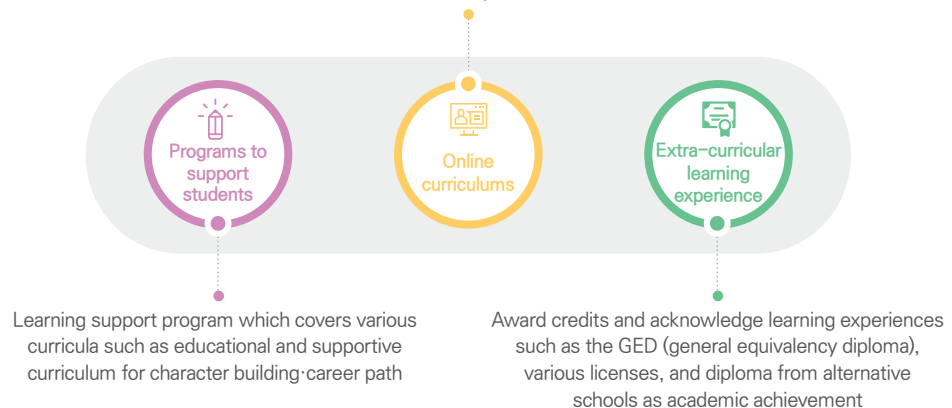 Programs to
support
students
Online
curriculums
Extra-curricular
learning
experience
Learning support program which covers various
curricula such as educational and supportive
curriculum for character building·career path
Award credits and acknowledge learning experiences
such as the GED (general equivalency diploma),
various licenses, and diploma from alternative
schools as academic achievement